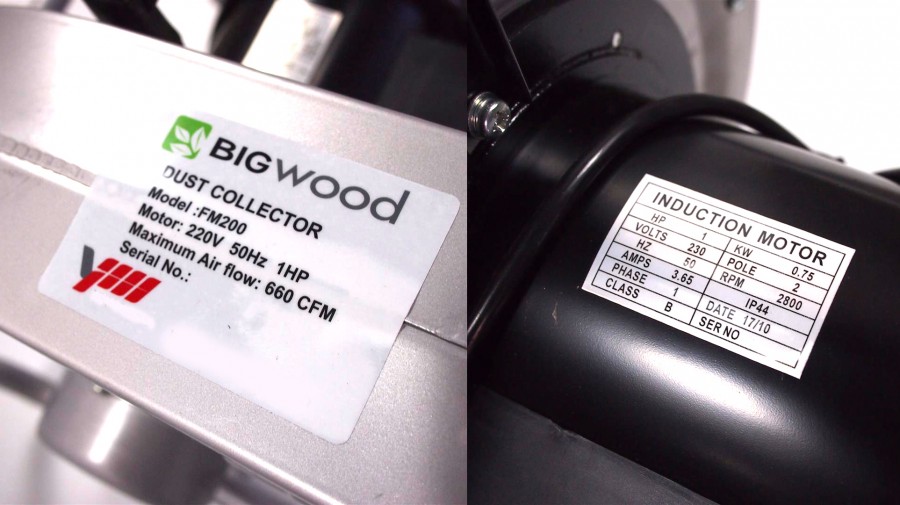 BIGwood
DUST COLLECTOR
Model :FM200
Motor: 220V 50Hz 1HP
Maximum Air flow: 660 CFM
Serial No.:
INDUCTION MOTOR
HP 1 KW 0.75
VOLTS 230 POLE 2
HZ 50 RPM 2800
AMPS 3.65 IP44
PHASE 1 DATE 17/10
CLASS B SER NO